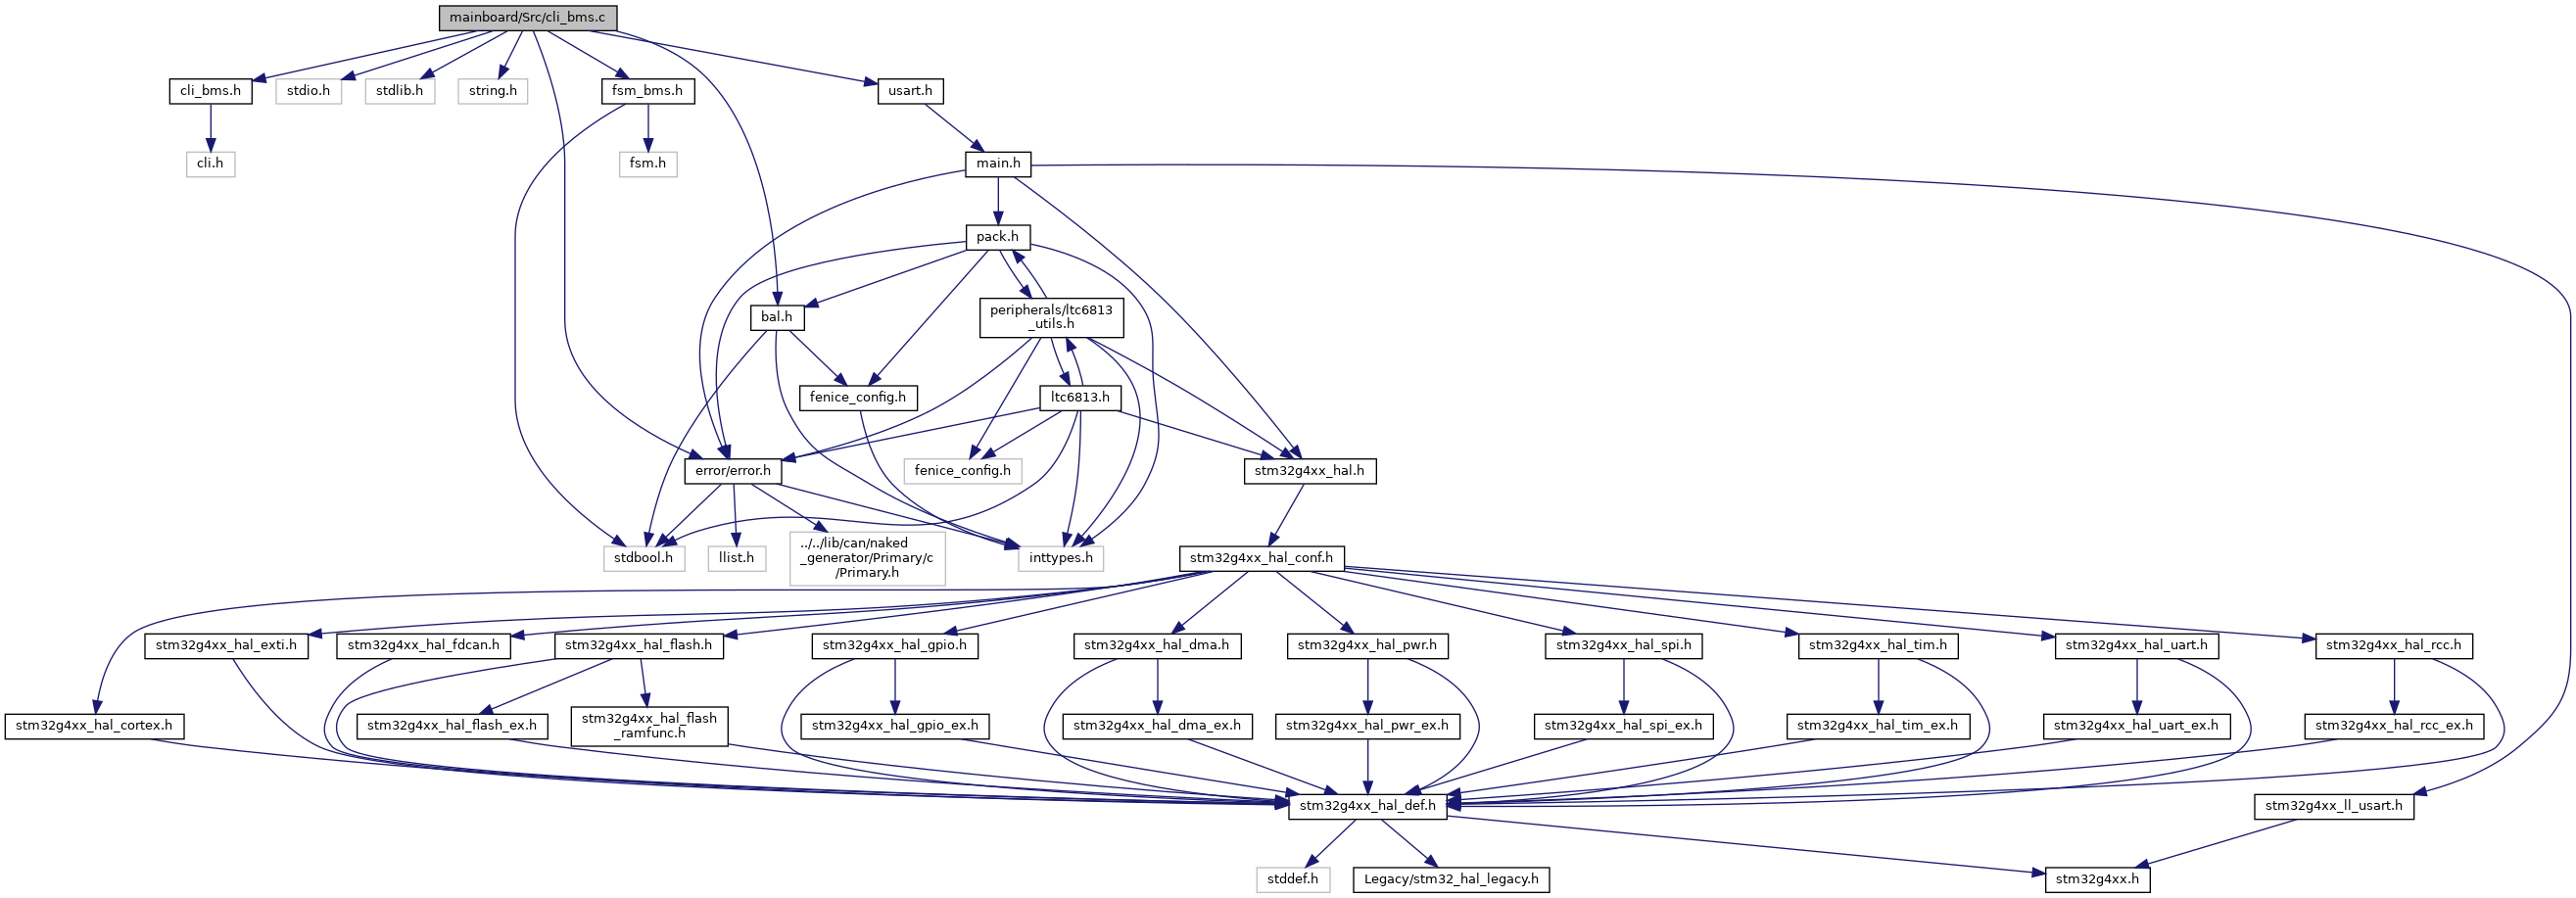 mainboard/Src/cli_bms.c
cli_bms.h
stdio.h
stdlib.h
string.h
fsm_bms.h
usart.h
cli.h
fsm.h
main.h
pack.h
bal.h
peripherals/ltc6813
_utils.h
fenice_config.h
ltc6813.h
error/error.h
fenice_config.h
stm32g4xx_hal.h
stdbool.h
llist.h
../../lib/can/naked
_generator/Primary/c
/Primary.h
inttypes.h
stm32g4xx_hal_conf.h
stm32g4xx_hal_exti.h
stm32g4xx_hal_fdcan.h
stm32g4xx_hal_flash.h
stm32g4xx_hal_gpio.h
stm32g4xx_hal_dma.h
stm32g4xx_hal_pwr.h
stm32g4xx_hal_spi.h
stm32g4xx_hal_tim.h
stm32g4xx_hal_uart.h
stm32g4xx_hal_rcc.h
stm32g4xx_hal_cortex.h
stm32g4xx_hal_flash_ex.h
stm32g4xx_hal_flash
_ramfunc.h
stm32g4xx_hal_gpio_ex.h
stm32g4xx_hal_dma_ex.h
stm32g4xx_hal_pwr_ex.h
stm32g4xx_hal_spi_ex.h
stm32g4xx_hal_tim_ex.h
stm32g4xx_hal_uart_ex.h
stm32g4xx_hal_rcc_ex.h
stm32g4xx_hal_def.h
stm32g4xx_ll_usart.h
stddef.h
Legacy/stm32_hal_legacy.h
stm32g4xx.h